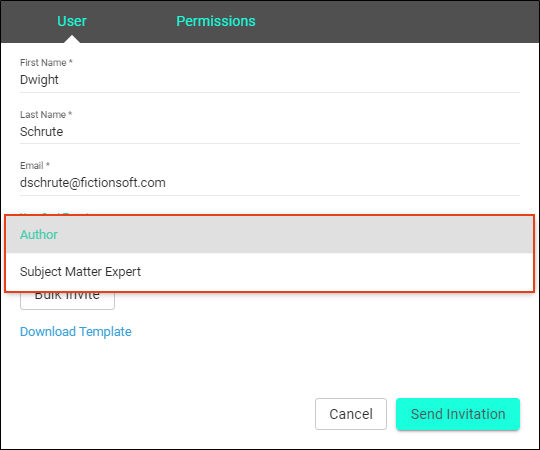 User Permissions
First Name *
Dwight
Last Name *
Schrute
Email *
dschrute@fictionsoft.com
Author
Subject Matter Expert
Bulk Invite
Download Template
Cancel Send Invitation